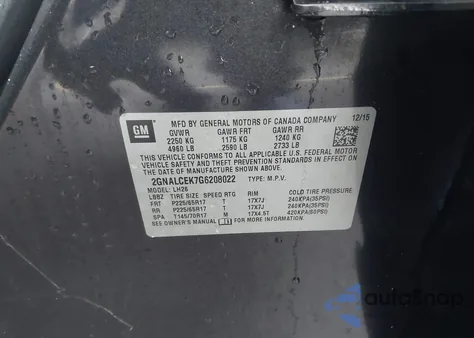 GM
MFD BY GENERAL MOTORS OF CANADA COMPANY 12/15
GVWR GAWR FRT GAWR RR
2250 KG 1175 KG 1240 KG
4960 LB 2590 LB 2733 LB
THIS VEHICLE CONFORMS TO ALL APPLICABLE U.S. FEDERAL MOTOR
VEHICLE SAFETY AND THEFT PREVENTION STANDARDS IN EFFECT ON THE
DATE OF MANUFACTURE SHOWN ABOVE.
2GNALCEK7G6208022 TYPE: M.P.V.
MODEL: LH26
TIRE SIZE SPEED RTG RIM COLD TIRE PRESSURE
FRT P225/65R17 T 17X7J 240KPA(35PSI)
RR P225/65R17 T 17X7J 240KPA(35PSI)
SPA T145/70R17 M 17X4.5T 420KPA(60PSI)
SEE OWNER'S MANUAL FOR MORE INFORMATION
AutoSnap